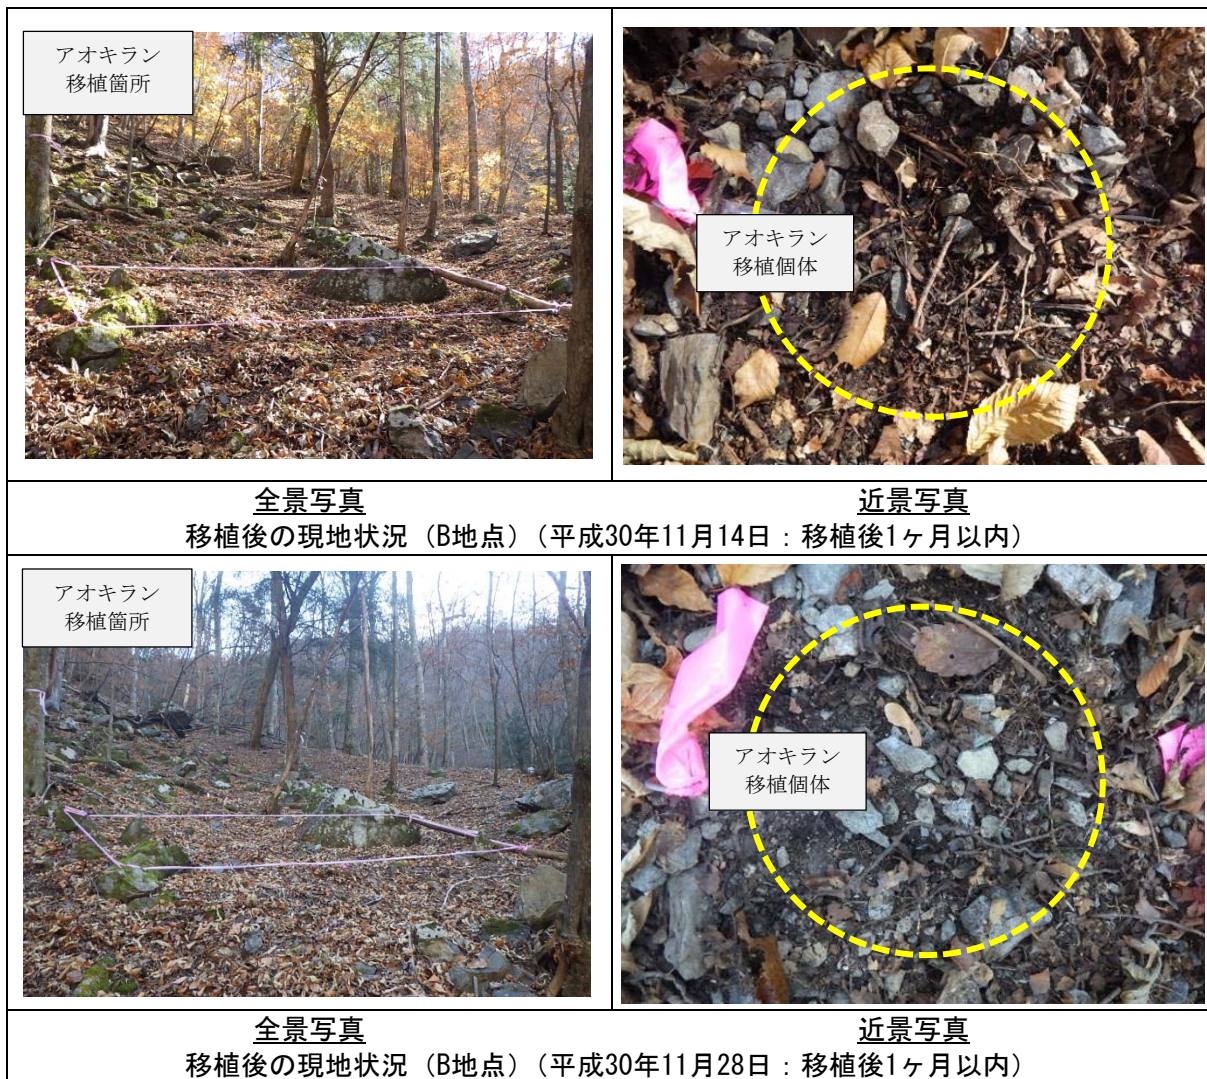 アオキラン
移植箇所
アオキラン
移植個体
全景写真
近景写真
移植後の現地状況（B地点）（平成30年11月14日：移植後1ヶ月以内）
アオキラン
移植箇所
アオキラン
移植個体
全景写真
近景写真
移植後の現地状況（B地点）（平成30年11月28日：移植後1ヶ月以内）